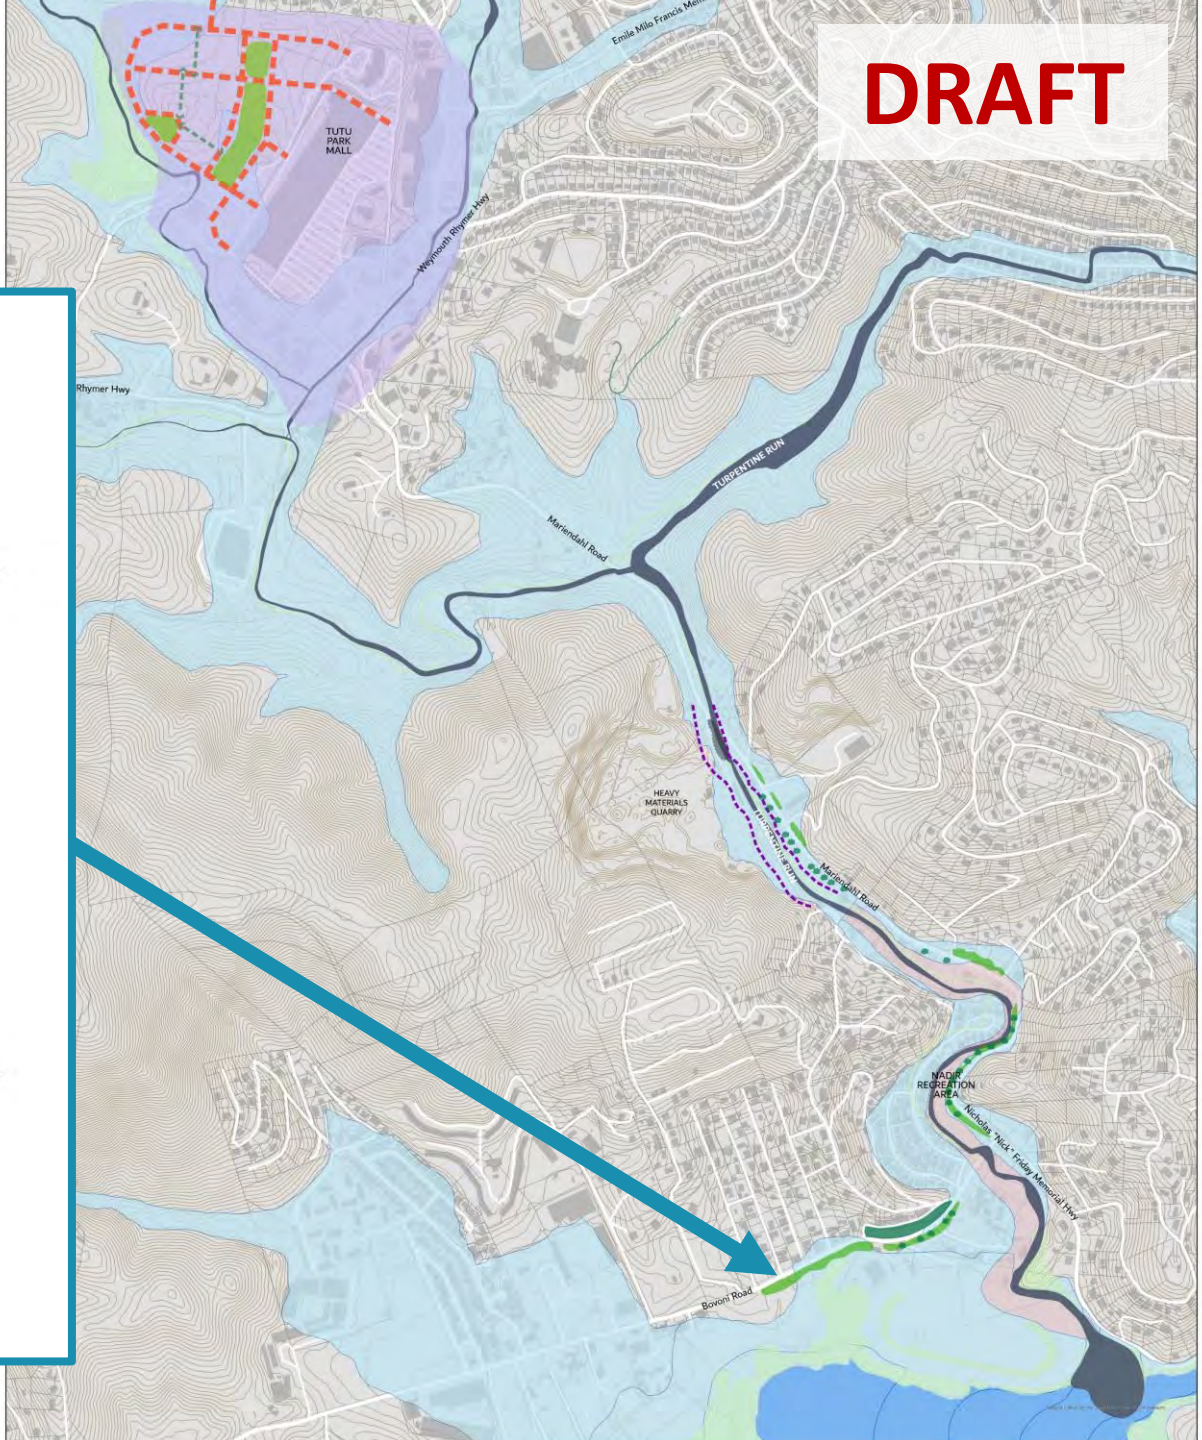 Emile Milo Francis Mem
DRAFT
TUTU
PARK
MALL
Weymouth Rhymer Hwy
Rhymer Hwy
TURPENTINE RUN
Mariendahl Road
HEAVY
MATERIALS
QUARRY
Mariendahl Road
NADIR
RECREATION
AREA
Nicholas "Nick" Friday Memorial Hwy
Bovoni Road